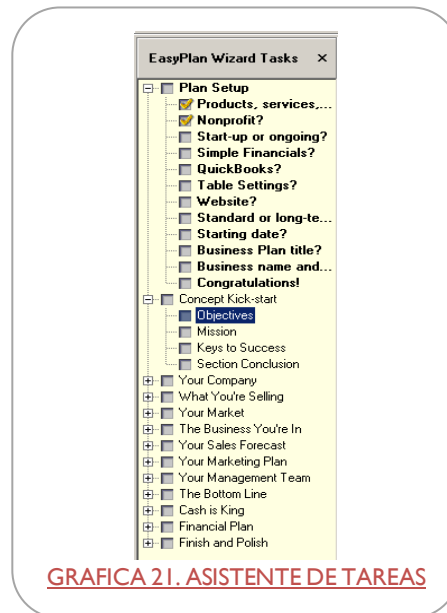 EasyPlan Wizard Tasks ×
Plan Setup
Products, services,...
Nonprofit?
Start-up or ongoing?
Simple Financials?
QuickBooks?
Table Settings?
Website?
Standard or long-te...
Starting date?
Business Plan title?
Business name and...
Congratulations!
Concept Kick-start
Objectives
Mission
Keys to Success
Section Conclusion
Your Company
What You're Selling
Your Market
The Business You're In
Your Sales Forecast
Your Marketing Plan
Your Management Team
The Bottom Line
Cash is King
Financial Plan
Finish and Polish
GRAFICA 21. ASISTENTE DE TAREAS